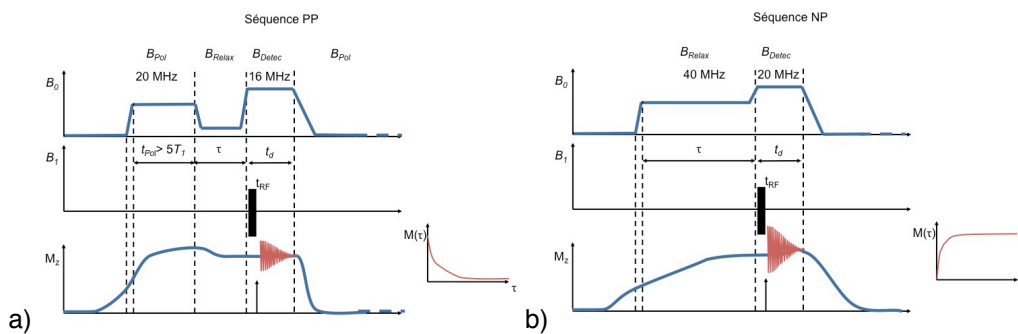 Séquence PP
B_Pol B_Relax B_Detec B_Pol
20 MHz 16 MHz
B_0
B_1
t_Pol > 5T_1 τ t_d
t_RF
M_z
M(τ)
τ
a)
Séquence NP
B_Relax B_Detec
40 MHz 20 MHz
B_0
B_1
τ t_d
t_RF
M_z
M(τ)
b)